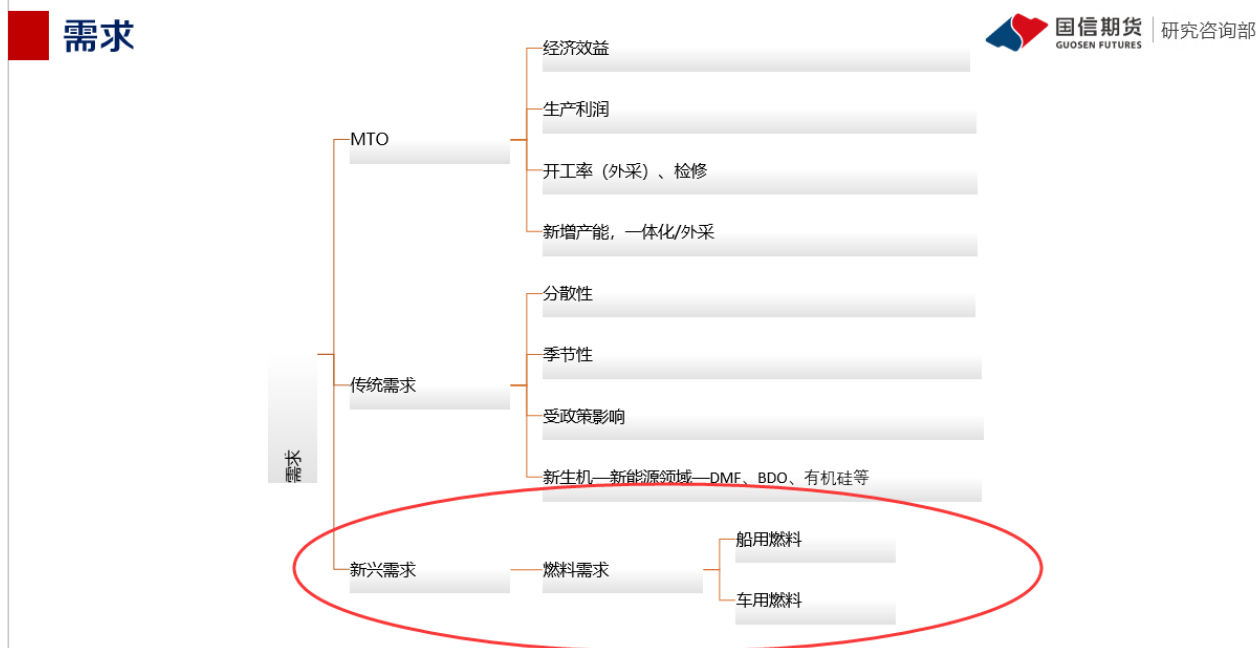 需求
国信期货
GUOSEN FUTURES
研究咨询部
经济效益
生产利润
MTO
开工率（外采）、检修
新增产能，一体化/外采
分散性
季节性
传统需求
受政策影响
需求
新生机—新能源领域—DMF、BDO、有机硅等
船用燃料
新兴需求
燃料需求
车用燃料